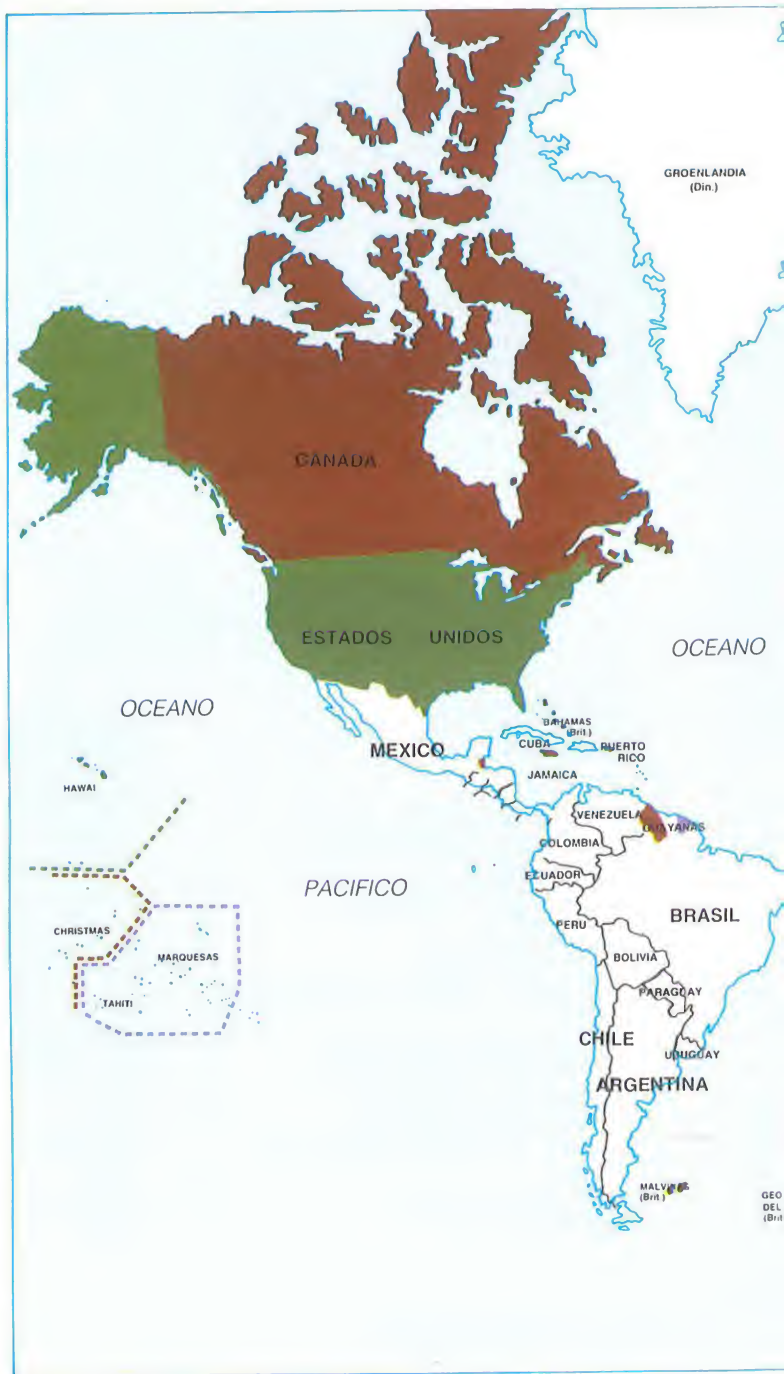 GROENLANDIA
(Din.)
CANADA
ESTADOS UNIDOS
OCEANO
OCEANO
BAHAMAS
(Brit.)
CUBA
PUERTO
RICO
MEXICO
JAMAICA
HAWAI
VENEZUELA
GUAYANAS
COLOMBIA
ECUADOR
PACIFICO
BRASIL
PERU
CHRISTMAS
MARQUESAS
BOLIVIA
PARAGUAY
TAHITI
CHILE
URUGUAY
ARGENTINA
MALVINAS
(Brit.)
GEO
DEL
(Brit